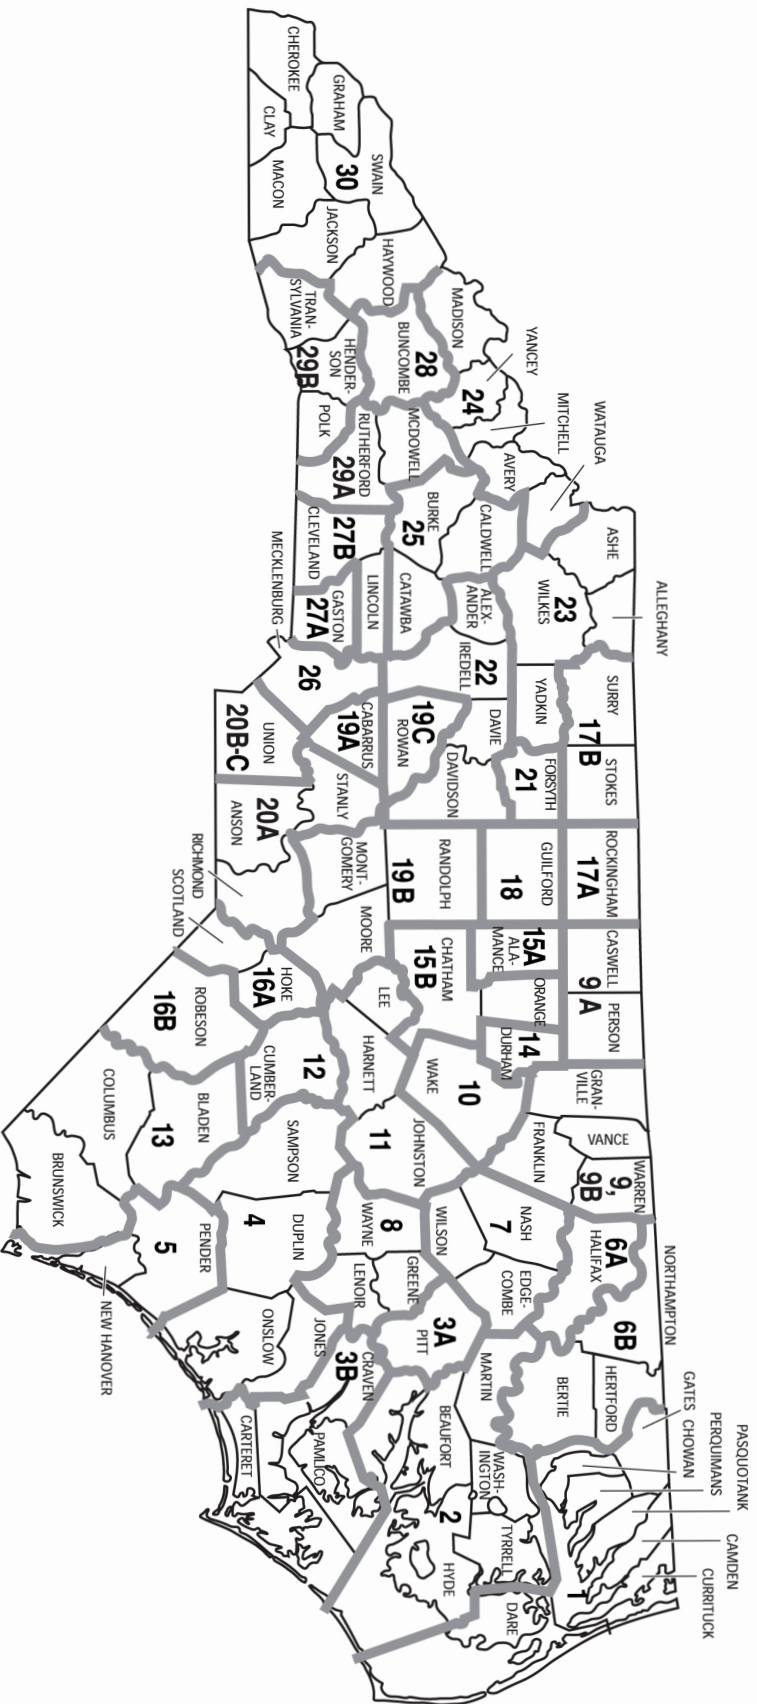 CHEROKEE
GRAHAM
CLAY
MACON
SWAIN
30
JACKSON
HAYWOOD
TRAN-
SYLVANIA
MADISON
28
BUNCOMBE
HENDER-
SON
29B
POLK
YANCEY
24
MITCHELL
WATAUGA
AVERY
MCDOWELL
RUTHERFORD
29A
BURKE
25
CALDWELL
CLEVELAND
27B
ASHE
ALLEGHANY
23
WILKES
ALEX-
ANDER
CATAWBA
LINCOLN
GASTON
27A
MECKLENBURG
26
22
IREDELL
SURRY
17B
STOKES
YADKIN
DAVIE
FORSYTH
21
19C
ROWAN
DAVIDSON
CABARRUS
19A
UNION
20B-C
STANLY
20A
ANSON
ROCKINGHAM
17A
GUILFORD
18
RANDOLPH
19B
MONT-
GOMERY
RICHMOND
SCOTLAND
MOORE
CASWELL
9A
PERSON
15A
ALA-
MANCE
ORANGE
CHATHAM
15B
LEE
HOKE
16A
ROBESON
16B
14
DURHAM
WAKE
10
HARNETT
12
CUMBER-
LAND
BLADEN
13
COLUMBUS
BRUNSWICK
GRAN-
VILLE
VANCE
WARREN
9,
9B
FRANKLIN
JOHNSTON
11
SAMPSON
NASH
7
WILSON
WAYNE
8
DUPLIN
4
PENDER
5
NEW HANOVER
NORTHAMPTON
6A
HALIFAX
6B
EDGE-
COMBE
GREENE
LENOIR
3A
PITT
JONES
ONSLOW
CRAVEN
3B
MARTIN
BERTIE
HERTFORD
GATES
CHOWAN
PERQUIMANS
PASQUOTANK
CAMDEN
CURRITUCK
1
BEAUFORT
PAMLICO
CARTERET
WASH-
INGTON
2
TYRRELL
HYDE
DARE